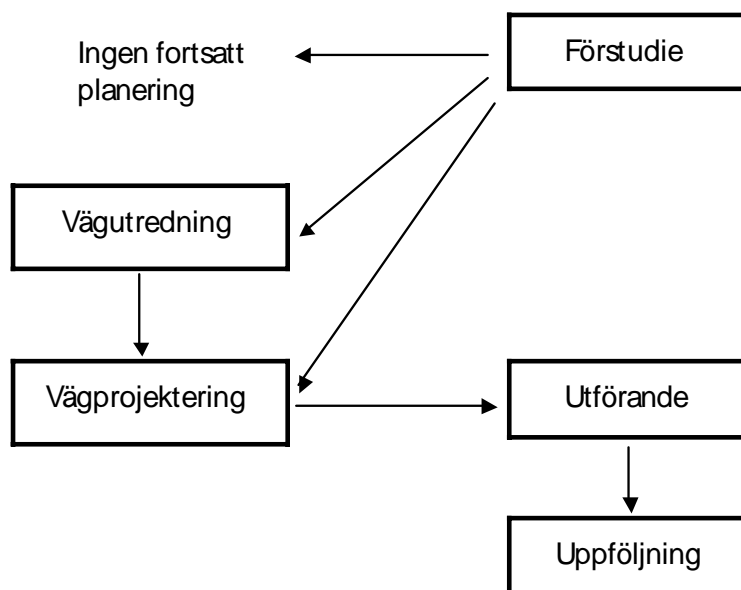 Ingen fortsatt
planering
Förstudie
Vägutredning
Vägprojektering
Utförande
Uppföljning